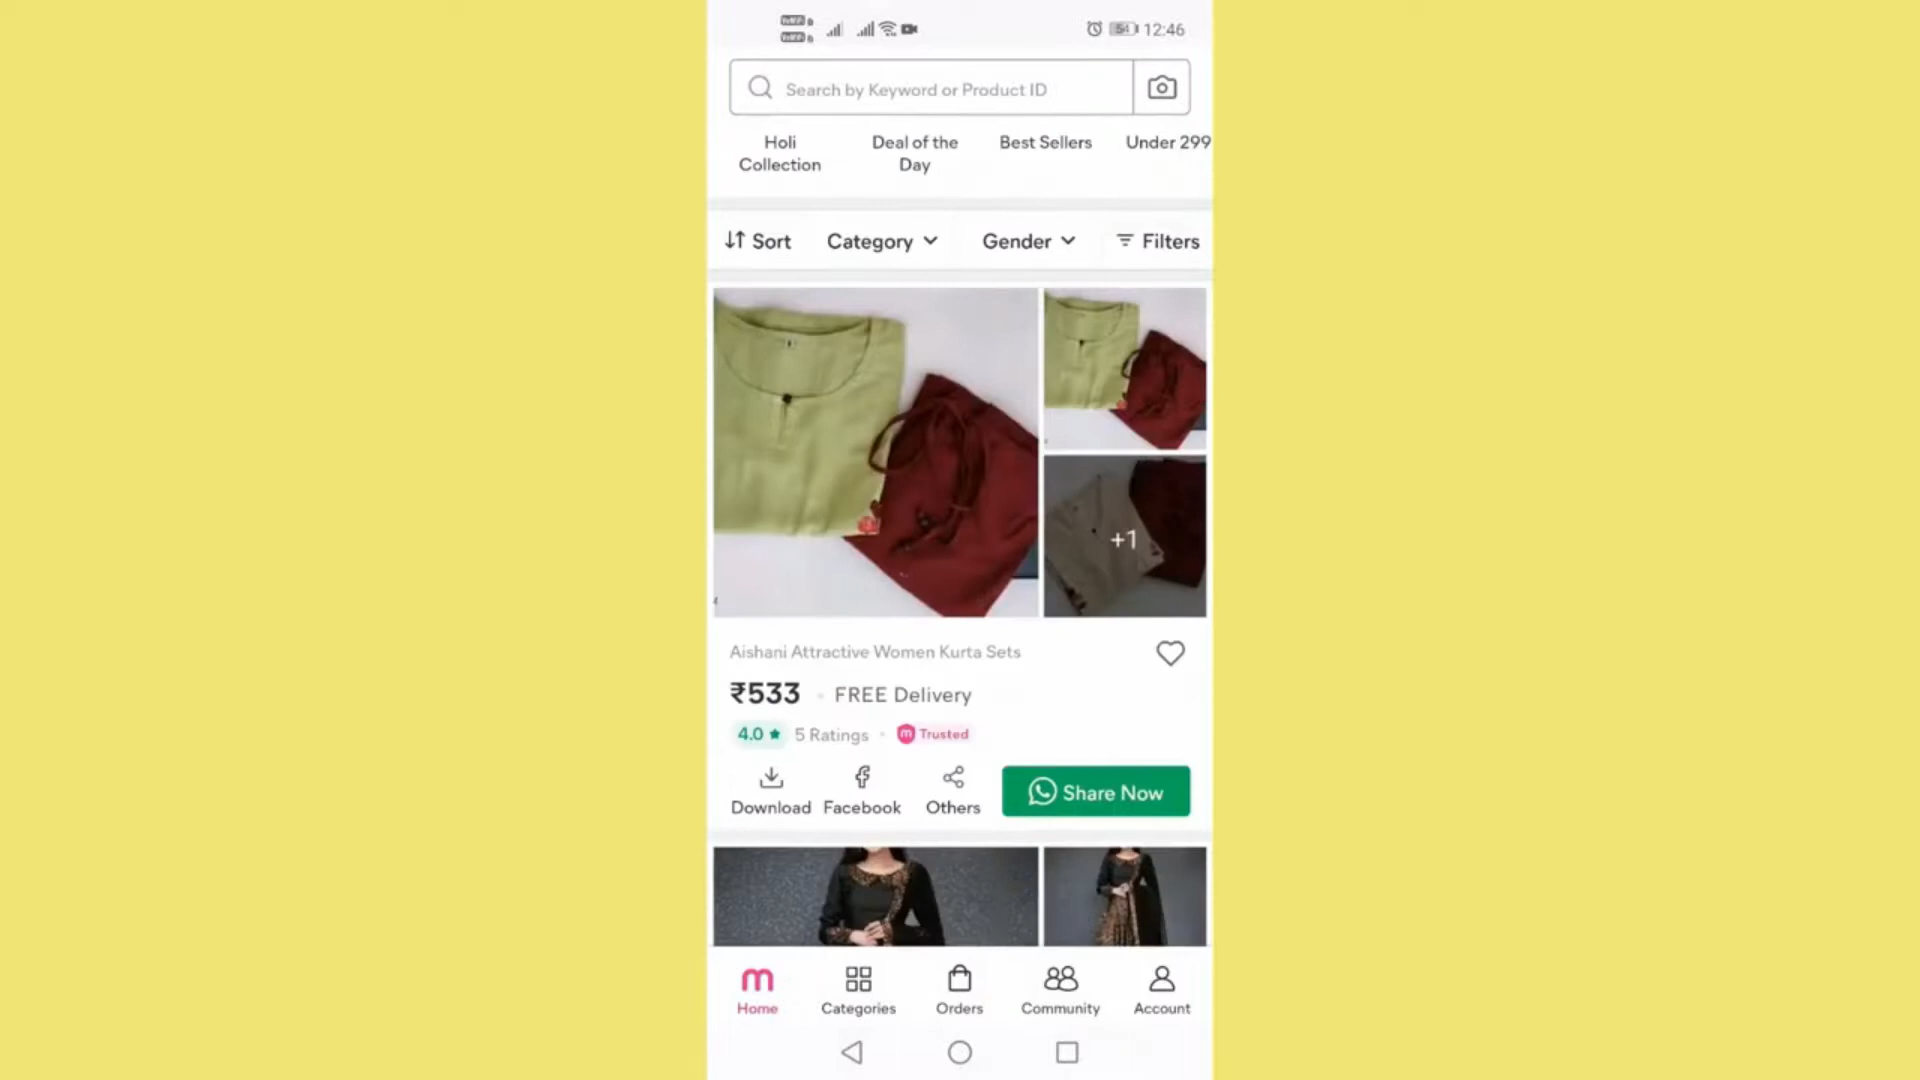 54 12:46
Search by Keyword or Product ID
Holi Collection
Deal of the Day
Best Sellers
Under 299
Sort
Category
Gender
Filters
+1
Aishani Attractive Women Kurta Sets
₹533 FREE Delivery
4.0 5 Ratings m Trusted
Download
Facebook
Others
Share Now
m
Home
Categories
Orders
Community
Account